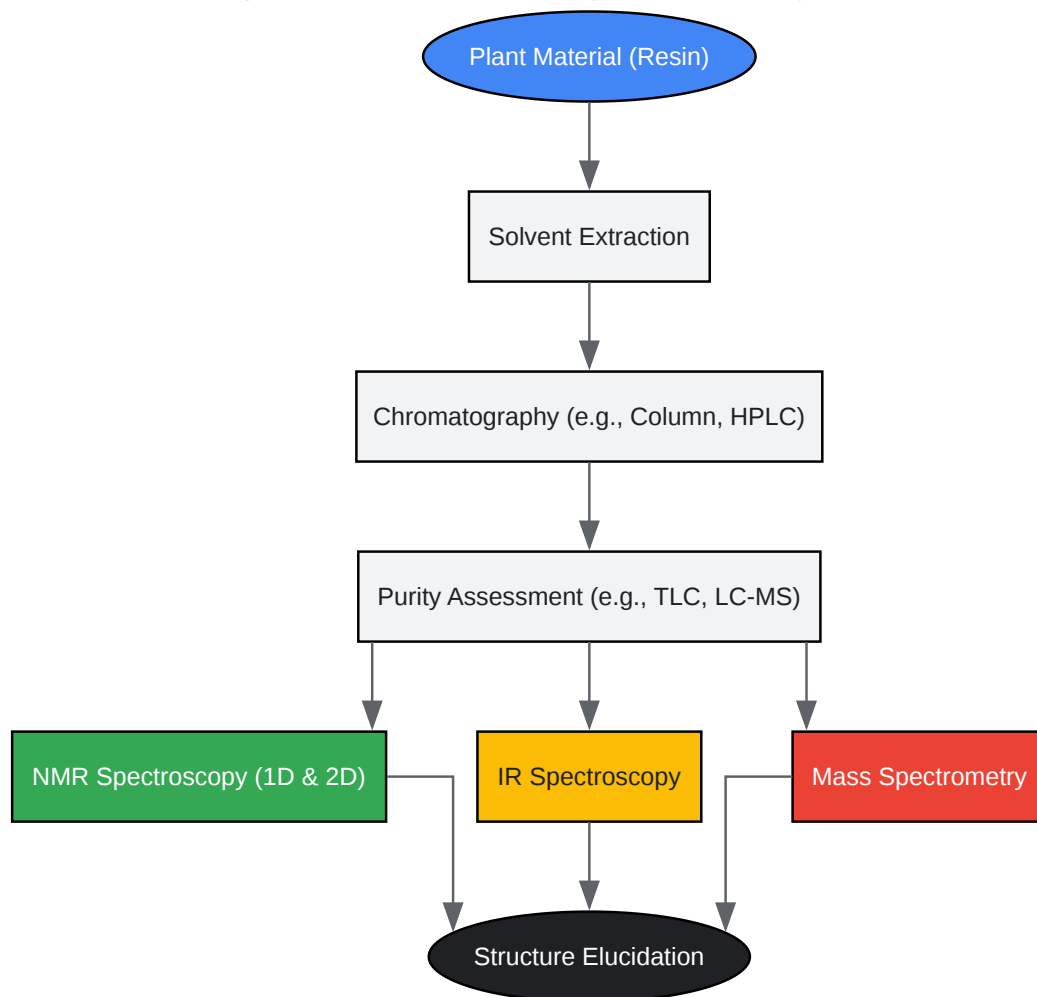 Plant Material (Resin)
Solvent Extraction
Chromatography (e.g., Column, HPLC)
Purity Assessment (e.g., TLC, LC-MS)
NMR Spectroscopy (1D & 2D)
IR Spectroscopy
Mass Spectrometry
Structure Elucidation